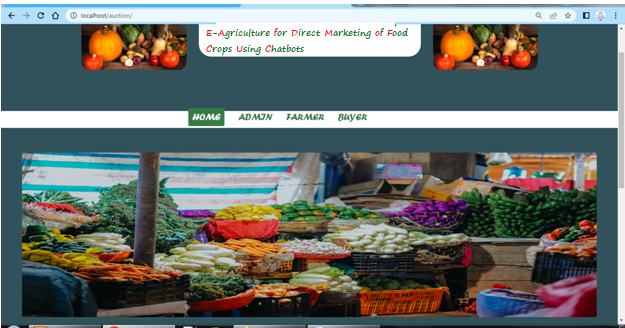 localhost/auction/
E-Agriculture for Direct Marketing of Food
Crops Using Chatbots
HOME ADMIN FARMER BUYER